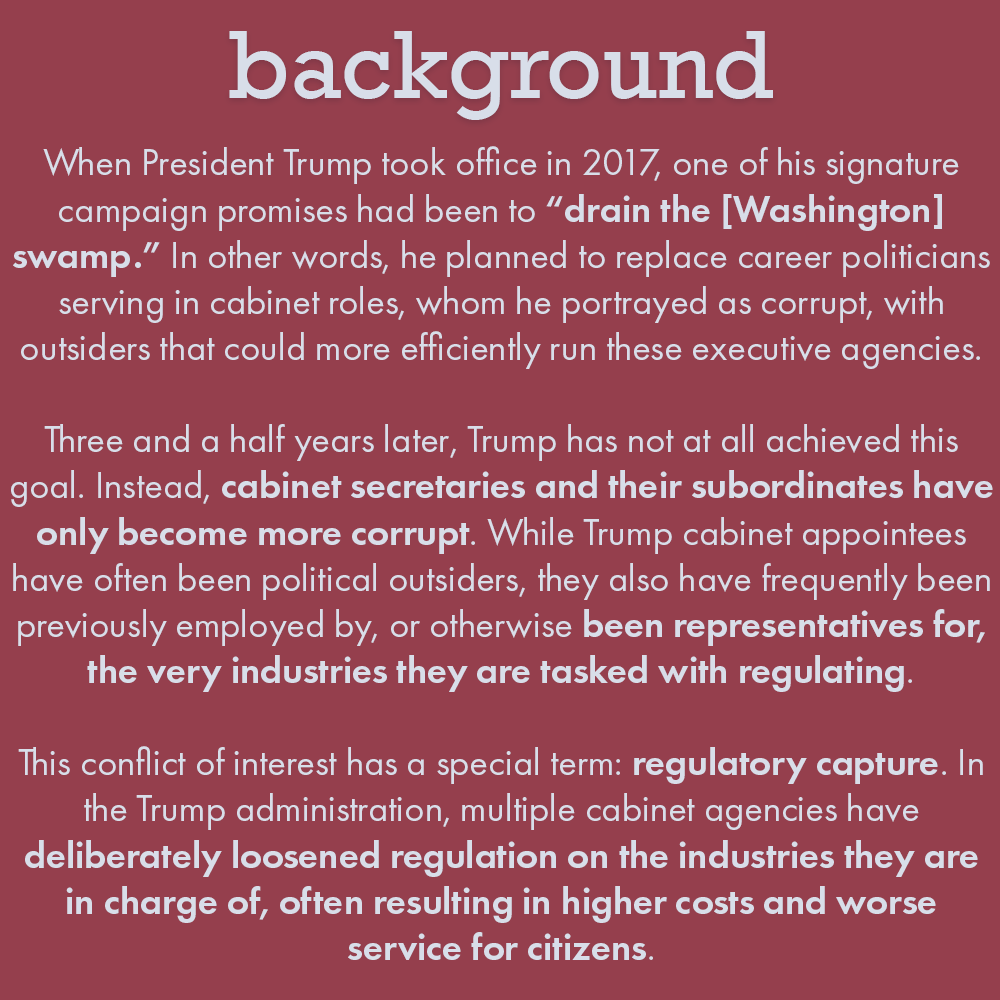 background
When President Trump took office in 2017, one of his signature
campaign promises had been to “drain the [Washington]
swamp.” In other words, he planned to replace career politicians
serving in cabinet roles, whom he portrayed as corrupt, with
outsiders that could more efficiently run these executive agencies.
Three and a half years later, Trump has not at all achieved this
goal. Instead, cabinet secretaries and their subordinates have
only become more corrupt. While Trump cabinet appointees
have often been political outsiders, they also have frequently been
previously employed by, or otherwise been representatives for,
the very industries they are tasked with regulating.
This conflict of interest has a special term: regulatory capture. In
the Trump administration, multiple cabinet agencies have
deliberately loosened regulation on the industries they are
in charge of, often resulting in higher costs and worse
service for citizens.